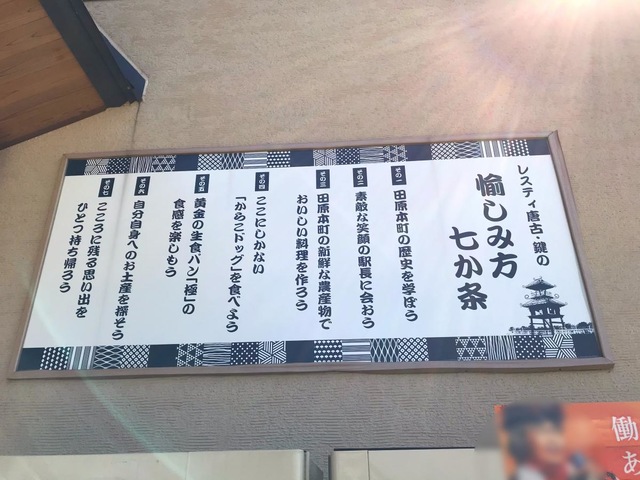 レスティ唐古・鍵の
愉しみ方
七か条
その一
田原本町の歴史を学ぼう
その二
素敵な笑顔の駅長に会おう
その三
田原本町の新鮮な農産物で
おいしい料理を作ろう
その四
ここにしかない
「からこドッグ」を食べよう
その五
黄金の生食パン「極」の
食感を楽しもう
その六
自分自身へのお土産を探そう
その七
こころに残る思い出を
ひとつ持ち帰ろう
働
あ